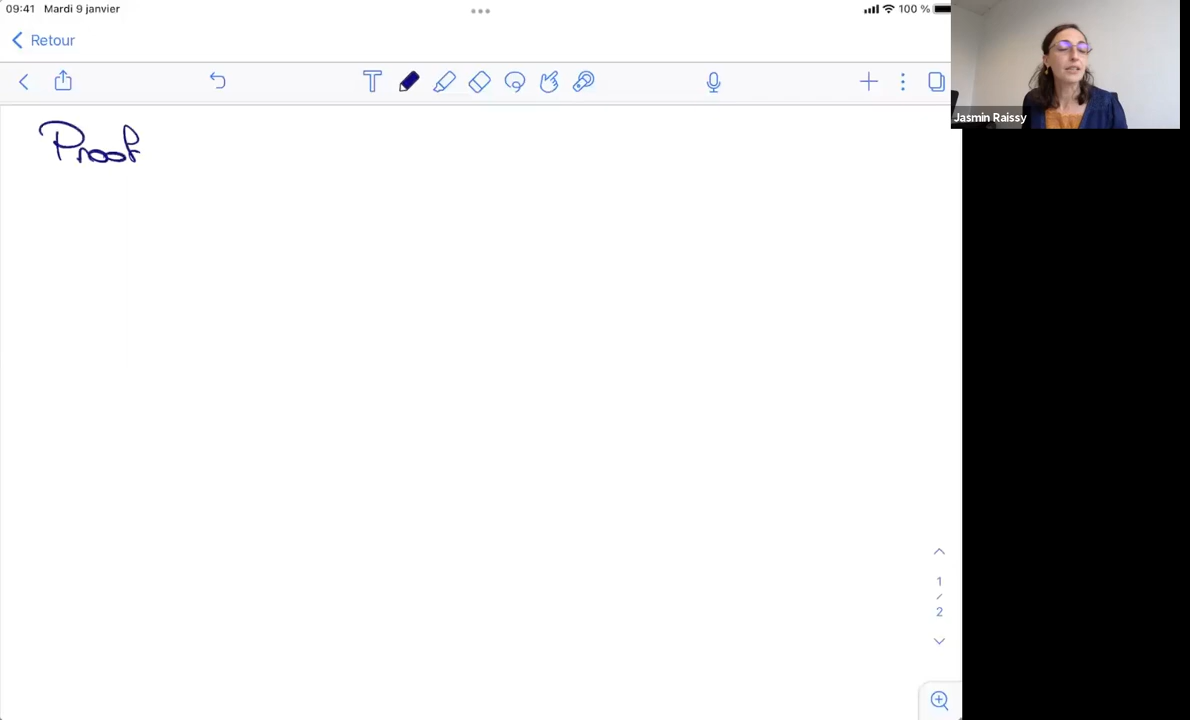 09:41 Mardi 9 janvier
100 %
Retour
T
Jasmin Raissy
Proof
1
/
2